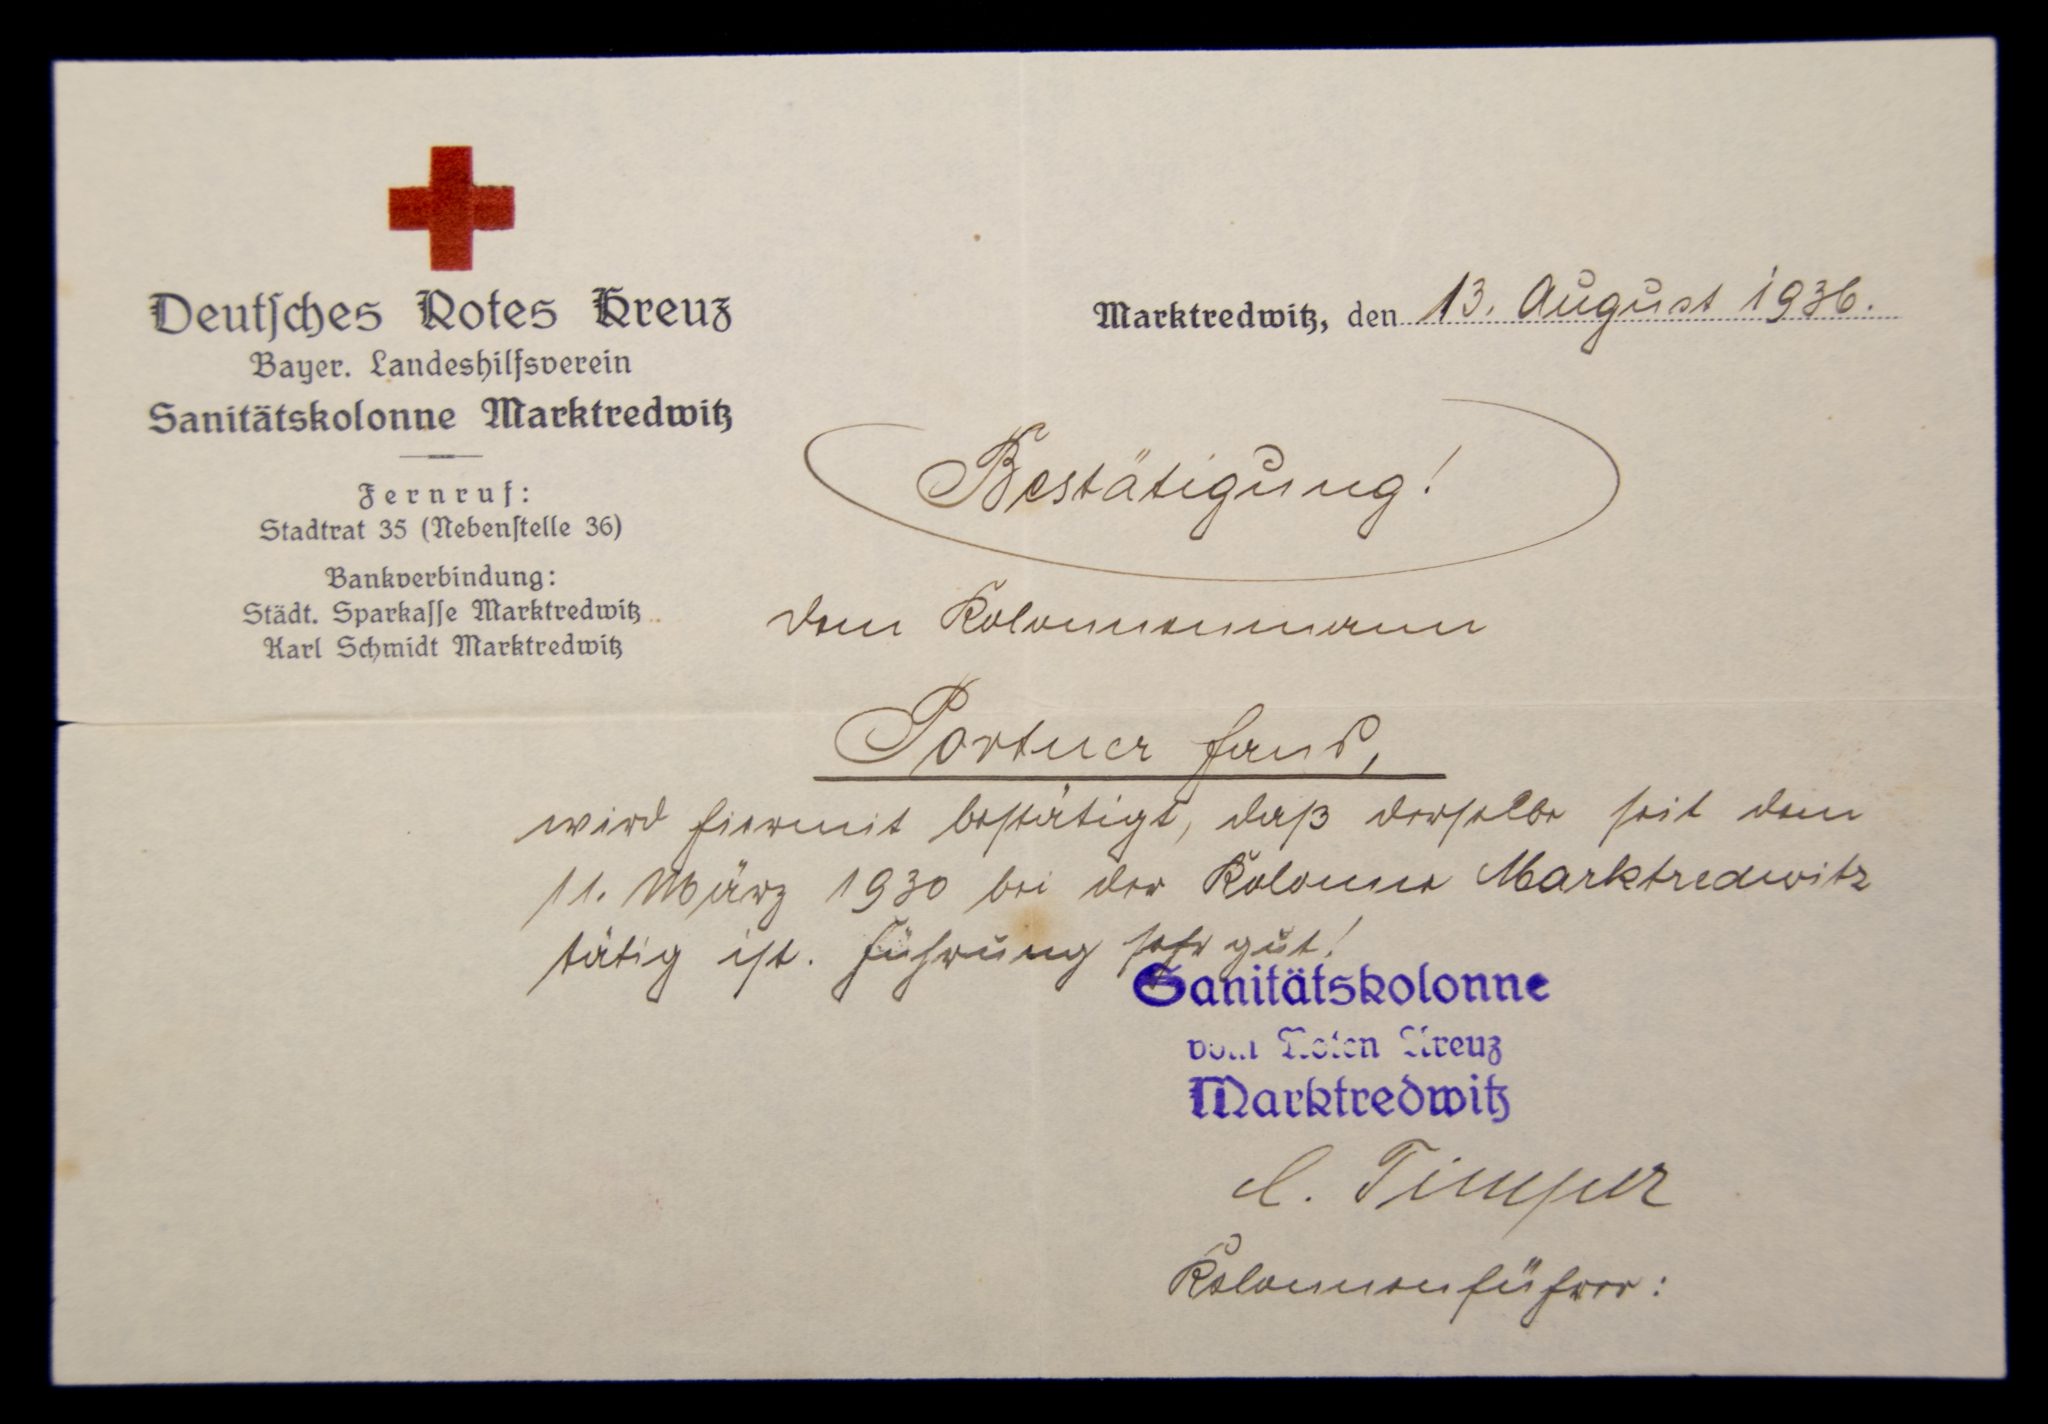 Deutsches Rotes Kreuz
Bayer. Landeshilfsverein
Sanitätskolonne Marktredwitz
Fernruf:
Stadtrat 35 (Nebenstelle 36)
Bankverbindung:
Städt. Sparkasse Marktredwitz
Karl Schmidt Marktredwitz
Marktredwitz, den 13. August 1936.
Bestätigung!
dem Kolonnenmann
Portner Hans,
wird hiermit bestätigt, daß derselbe seit dem
11. März 1930 bei der Kolonne Marktredwitz
tätig ist. Führung sehr gut!
Sanitätskolonne
vom Roten Kreuz
Marktredwitz
Kolonnenführer: